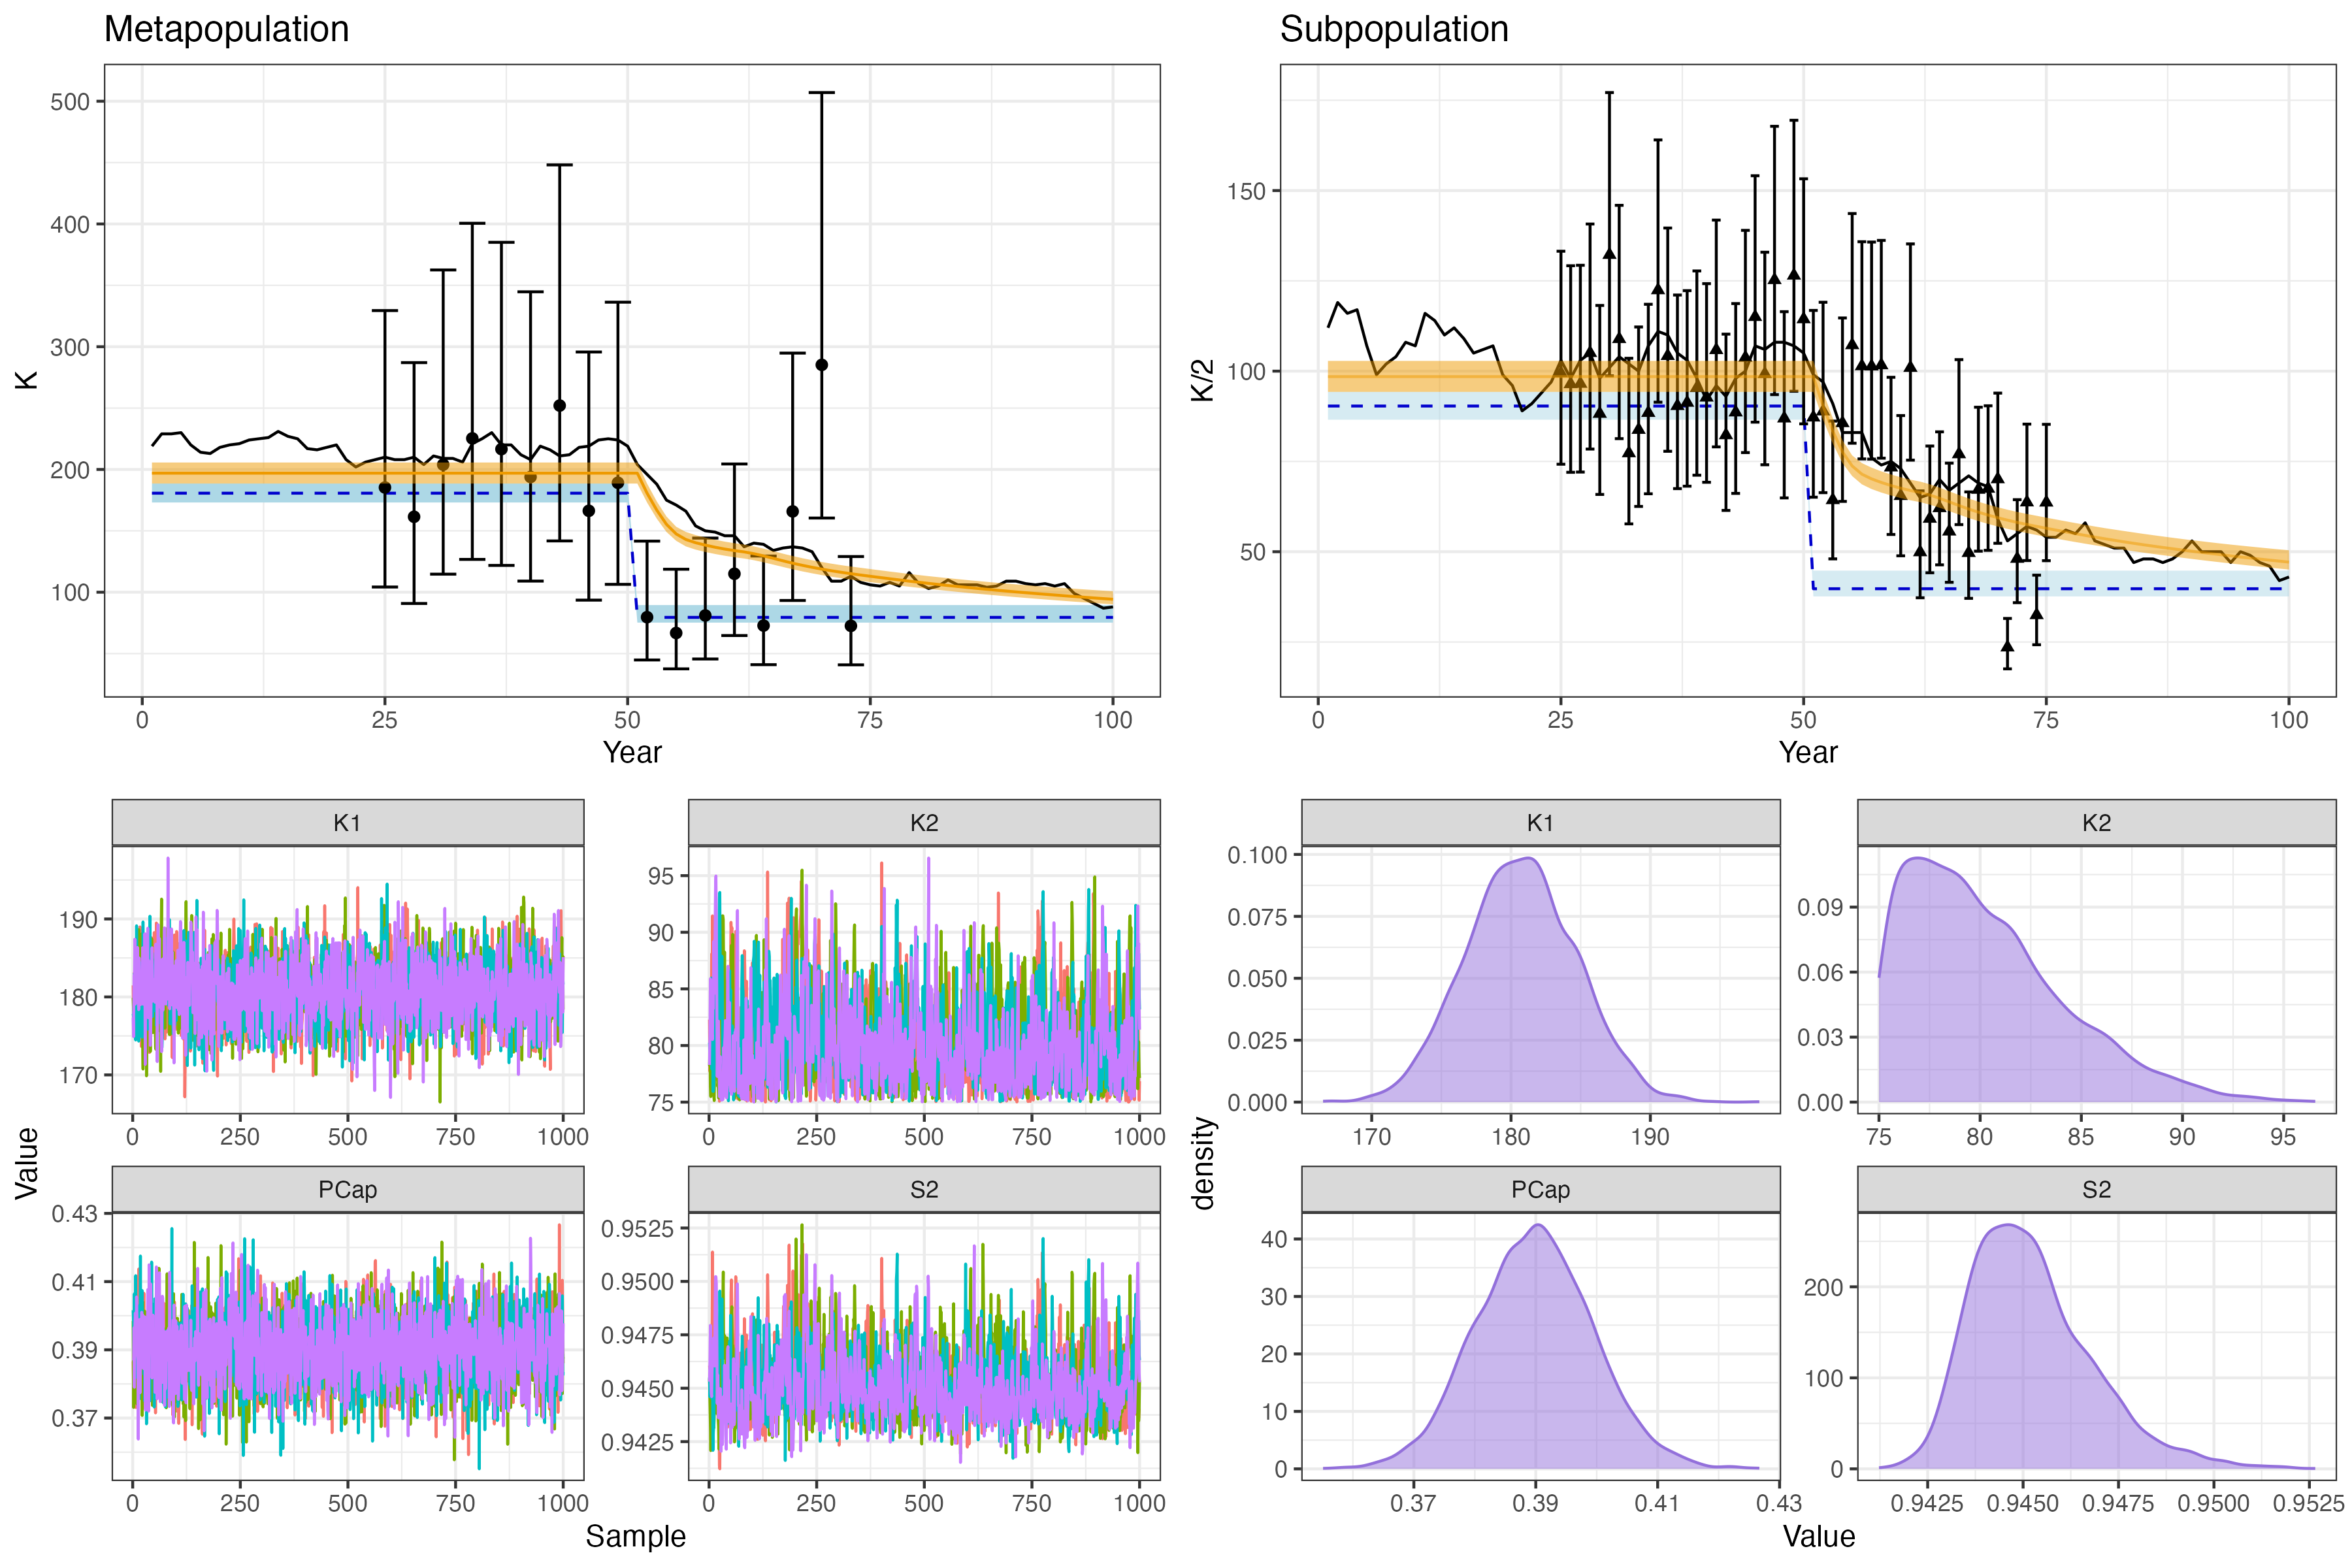 Metapopulation
Subpopulation
500
400
300
200
100
K
0 25 50 75 100
Year
150
100
50
K/2
0 25 50 75 100
Year
K1
K2
190
180
170
0 250 500 750 1000
95
90
85
80
75
0 250 500 750 1000
PCap
S2
0.43
0.41
0.39
0.37
0 250 500 750 1000
0.9525
0.9500
0.9475
0.9450
0.9425
0 250 500 750 1000
Value
Sample
K1
K2
0.100
0.075
0.050
0.025
0.000
170 180 190
0.09
0.06
0.03
0.00
75 80 85 90 95
PCap
S2
40
30
20
10
0
0.37 0.39 0.41 0.43
200
100
0
0.9425 0.9450 0.9475 0.9500 0.9525
density
Value